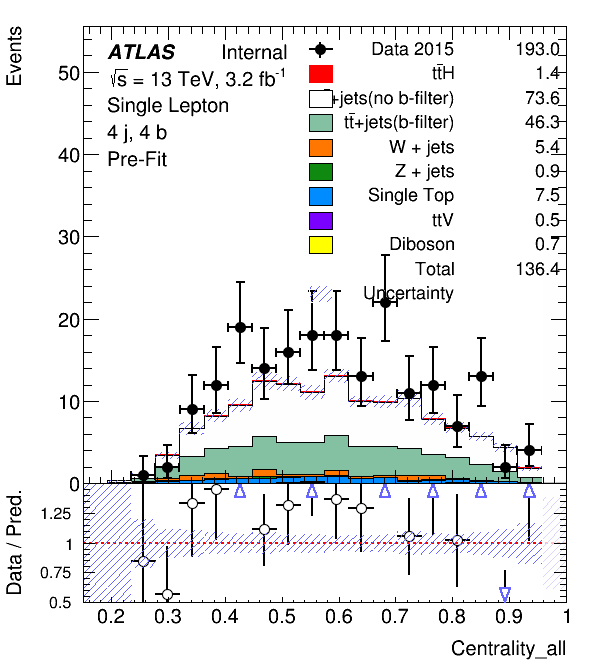 Events
ATLAS Internal
√s = 13 TeV, 3.2 fb-1
Single Lepton
4 j, 4 b
Pre-Fit
Data 2015 193.0
tt̄H 1.4
+jets(no b-filter) 73.6
tt̄+jets(b-filter) 46.3
W + jets 5.4
Z + jets 0.9
Single Top 7.5
ttV 0.5
Diboson 0.7
Total 136.4
Uncertainty
50
40
30
20
10
0
Data / Pred.
1.25
1
0.75
0.5
0.2 0.3 0.4 0.5 0.6 0.7 0.8 0.9 1
Centrality_all